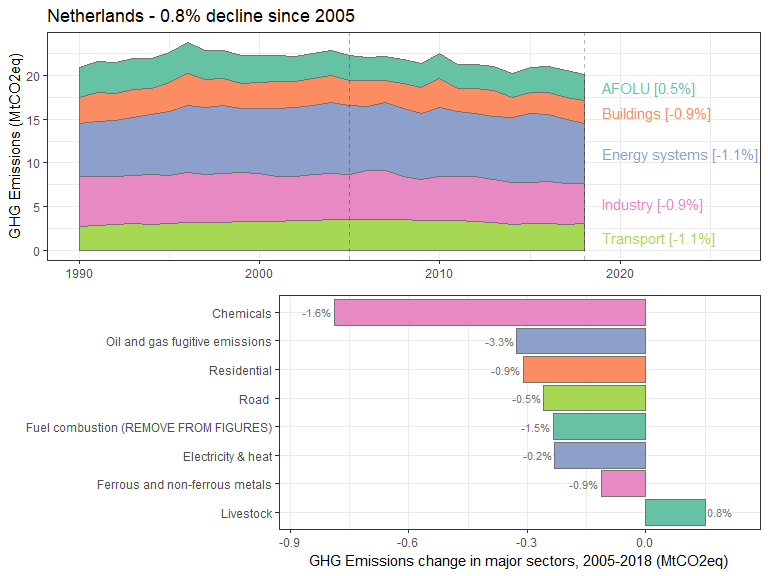 Netherlands - 0.8% decline since 2005
GHG Emissions (MtCO2eq)
20
15
10
5
0
AFOLU [0.5%]
Buildings [-0.9%]
Energy systems [-1.1%]
Industry [-0.9%]
Transport [-1.1%]
1990 2000 2010 2020
Chemicals -1.6%
Oil and gas fugitive emissions -3.3%
Residential -0.9%
Road -0.5%
Fuel combustion (REMOVE FROM FIGURES) -1.5%
Electricity & heat -0.2%
Ferrous and non-ferrous metals -0.9%
Livestock 0.8%
-0.9 -0.6 -0.3 0.0
GHG Emissions change in major sectors, 2005-2018 (MtCO2eq)